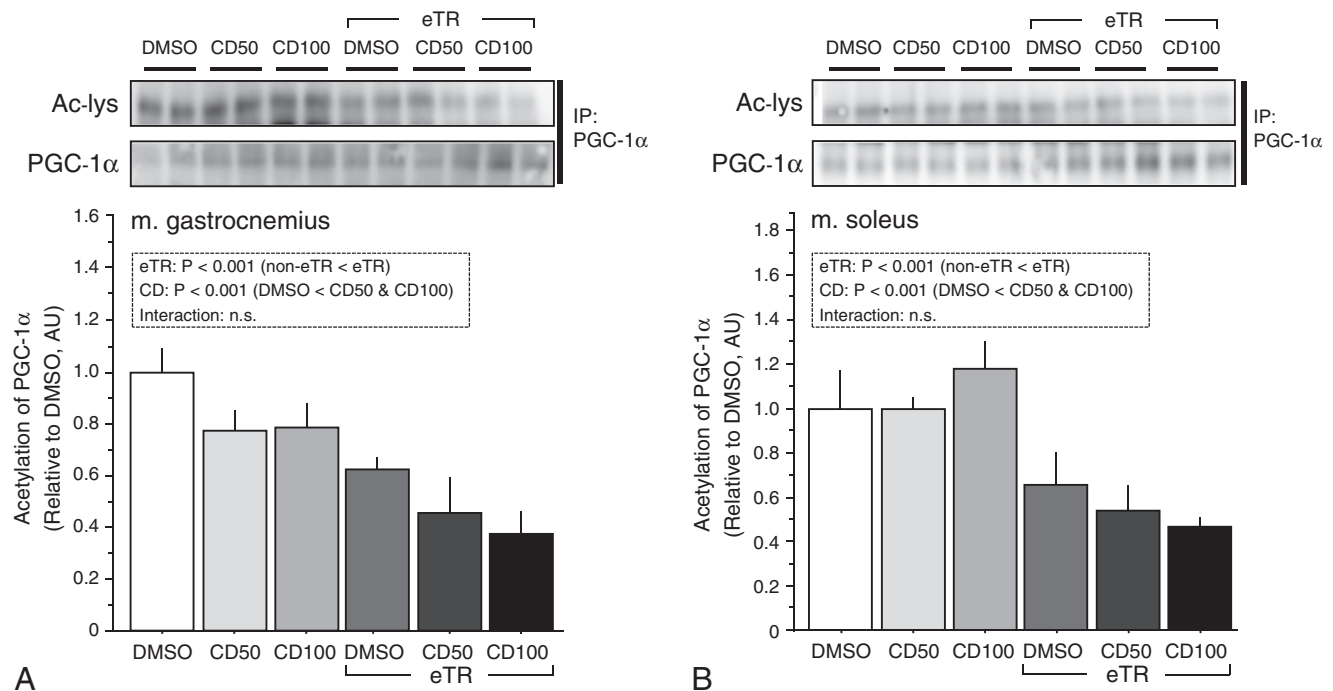 eTR
DMSO CD50 CD100 DMSO CD50 CD100
Ac-lys
PGC-1α
IP:
PGC-1α
m. gastrocnemius
eTR: P < 0.001 (non-eTR < eTR)
CD: P < 0.001 (DMSO < CD50 & CD100)
Interaction: n.s.
Acetylation of PGC-1α
(Relative to DMSO, AU)
1.6
1.4
1.2
1.0
0.8
0.6
0.4
0.2
0
DMSO CD50 CD100 DMSO CD50 CD100
eTR
A
eTR
DMSO CD50 CD100 DMSO CD50 CD100
Ac-lys
PGC-1α
IP:
PGC-1α
m. soleus
eTR: P < 0.001 (non-eTR < eTR)
CD: P < 0.001 (DMSO < CD50 & CD100)
Interaction: n.s.
Acetylation of PGC-1α
(Relative to DMSO, AU)
1.8
1.6
1.4
1.2
1.0
0.8
0.6
0.4
0.2
0
DMSO CD50 CD100 DMSO CD50 CD100
eTR
B